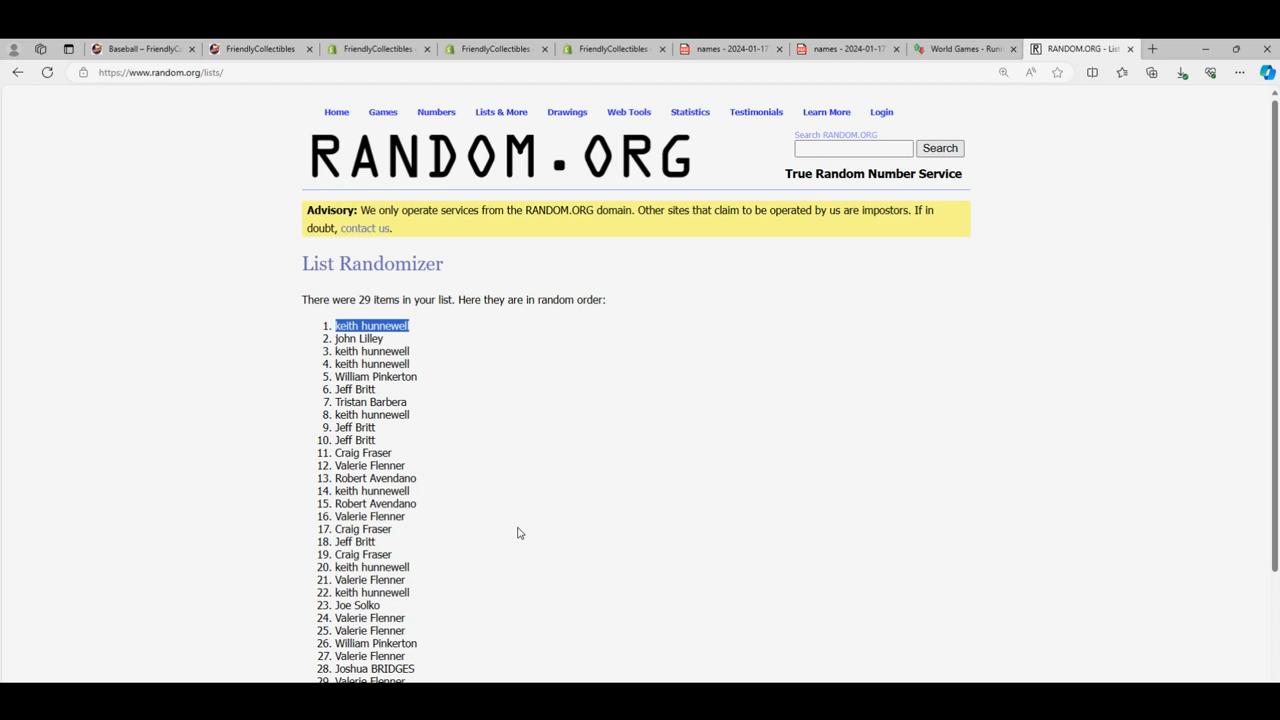 Baseball – FriendlyCo
FriendlyCollectibles
FriendlyCollectibles
FriendlyCollectibles
FriendlyCollectibles
names - 2024-01-17
names - 2024-01-17
World Games - Runn
RANDOM.ORG - List
https://www.random.org/lists/
Home Games Numbers Lists & More Drawings Web Tools Statistics Testimonials Learn More Login
RANDOM.ORG
Search RANDOM.ORG
Search
True Random Number Service
Advisory: We only operate services from the RANDOM.ORG domain. Other sites that claim to be operated by us are impostors. If in
doubt, contact us.
List Randomizer
There were 29 items in your list. Here they are in random order:
1. keith hunnewell
2. john Lilley
3. keith hunnewell
4. keith hunnewell
5. William Pinkerton
6. Jeff Britt
7. Tristan Barbera
8. keith hunnewell
9. Jeff Britt
10. Jeff Britt
11. Craig Fraser
12. Valerie Flenner
13. Robert Avendano
14. keith hunnewell
15. Robert Avendano
16. Valerie Flenner
17. Craig Fraser
18. Jeff Britt
19. Craig Fraser
20. keith hunnewell
21. Valerie Flenner
22. keith hunnewell
23. Joe Solko
24. Valerie Flenner
25. Valerie Flenner
26. William Pinkerton
27. Valerie Flenner
28. Joshua BRIDGES
29. Valerie Flenner